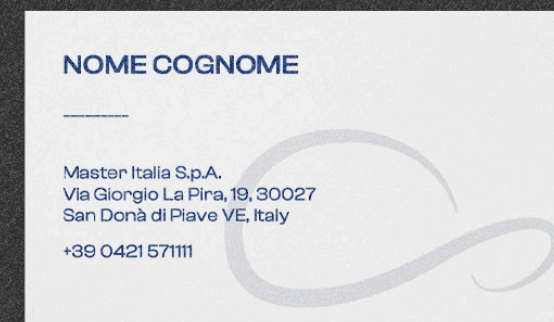 NOME COGNOME
__________
Master Italia S.p.A.
Via Giorgio La Pira, 19, 30027
San Donà di Piave VE, Italy
+39 0421 571111